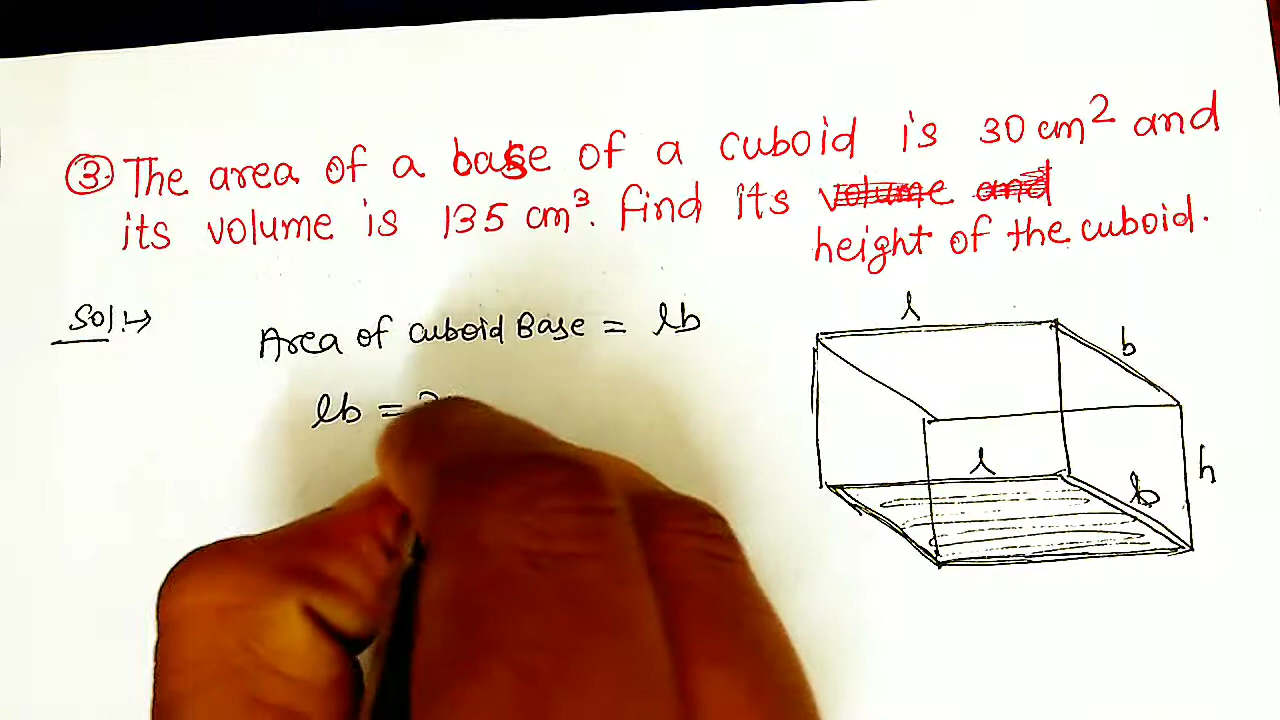 ③ The area of a base of a cuboid is 30 cm² and
its volume is 135 cm³. find its volume and
height of the cuboid.
Sol:→
Area of cuboid Base = lb
lb =
l
b
l
b
h